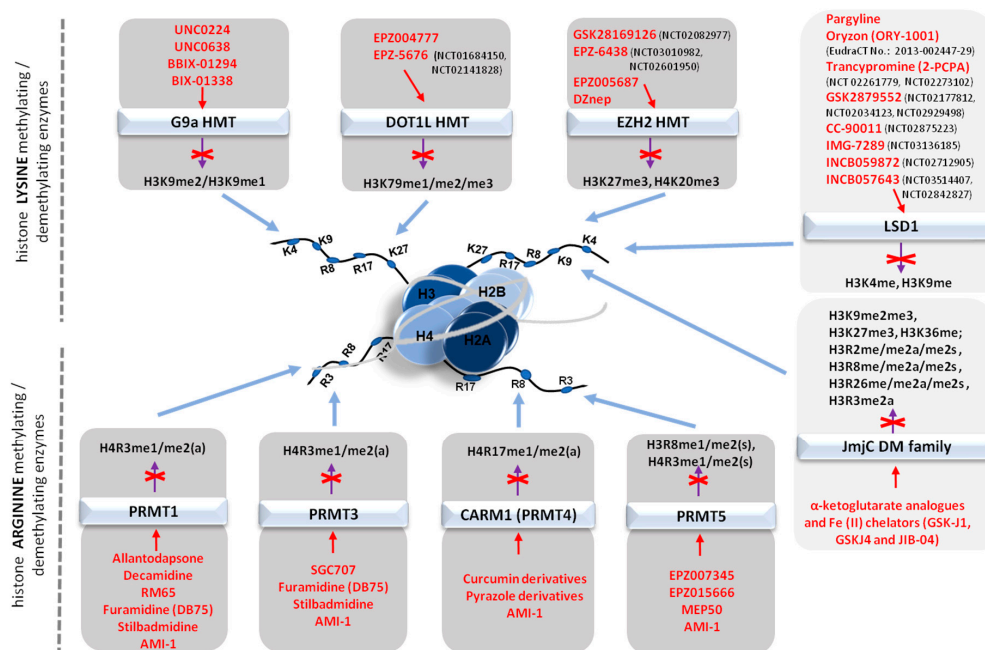 histone LYSINE methylating /
demethylating enzymes
UNC0224
UNC0638
BBIX-01294
BIX-01338
G9a HMT
H3K9me2/H3K9me1
EPZ004777
EPZ-5676 (NCT01684150,
NCT02141828)
DOT1L HMT
H3K79me1/me2/me3
GSK28169126 (NCT02082977)
EPZ-6438 (NCT03010982,
NCT02601950)
EPZ005687
DZnep
EZH2 HMT
H3K27me3, H4K20me3
Pargyline
Oryzon (ORY-1001)
(EudraCT No.: 2013-002447-29)
Trancypromine (2-PCPA)
(NCT 02261779, NCT02273102)
GSK2879552 (NCT02177812,
NCT02034123, NCT02929498)
CC-90011 (NCT02875223)
IMG-7289 (NCT03136185)
INCB059872 (NCT02712905)
INCB057643 (NCT03514407,
NCT02842827)
LSD1
H3K4me, H3K9me
K4
K9
R8
R17
K27
K27
R17
R8
K9
K4
H3
H2B
H4
H2A
R3
R8
R17
R17
R8
R3
H3K9me2me3,
H3K27me3, H3K36me;
H3R2me/me2a/me2s,
H3R8me/me2a/me2s,
H3R26me/me2a/me2s,
H3R3me2a
JmjC DM family
α-ketoglutarate analogues
and Fe (II) chelators (GSK-J1,
GSKJ4 and JIB-04)
histone ARGININE methylating /
demethylating enzymes
H4R3me1/me2(a)
PRMT1
Allantodapsone
Decamidine
RM65
Furamidine (DB75)
Stilbadmidine
AMI-1
H4R3me1/me2(a)
PRMT3
SGC707
Furamidine (DB75)
Stilbadmidine
AMI-1
H4R17me1/me2(a)
CARM1 (PRMT4)
Curcumin derivatives
Pyrazole derivatives
AMI-1
H3R8me1/me2(s),
H4R3me1/me2(s)
PRMT5
EPZ007345
EPZ015666
MEP50
AMI-1